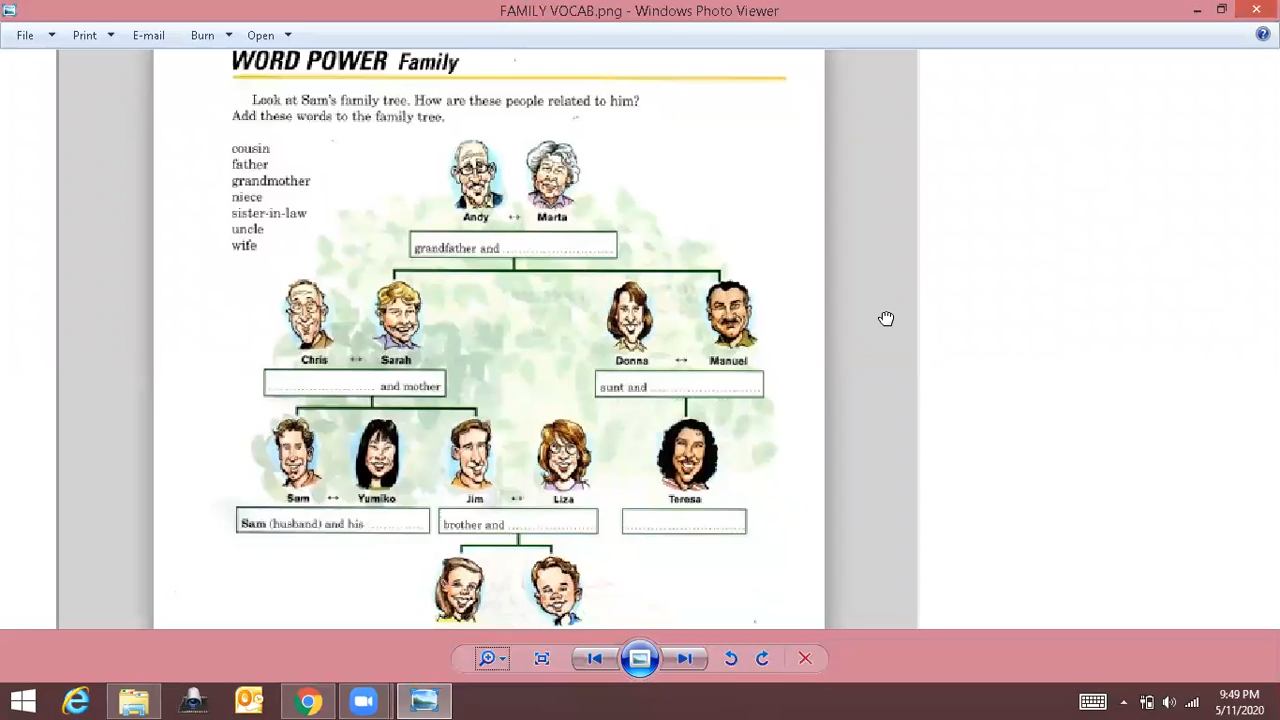 FAMILY VOCAB.png - Windows Photo Viewer
File Print E-mail Burn Open
WORD POWER Family
Look at Sam's family tree. How are these people related to him?
Add these words to the family tree.
cousin
father
grandmother
niece
sister-in-law
uncle
wife
Andy ↔ Marta
grandfather and ..............................
Chris ↔ Sarah
.............................. and mother
Donna ↔ Manuel
aunt and ..............................
Sam ↔ Yumiko
Jim ↔ Liza
Teresa
Sam (husband) and his ...............
brother and ......................
..............................
9:49 PM
5/11/2020